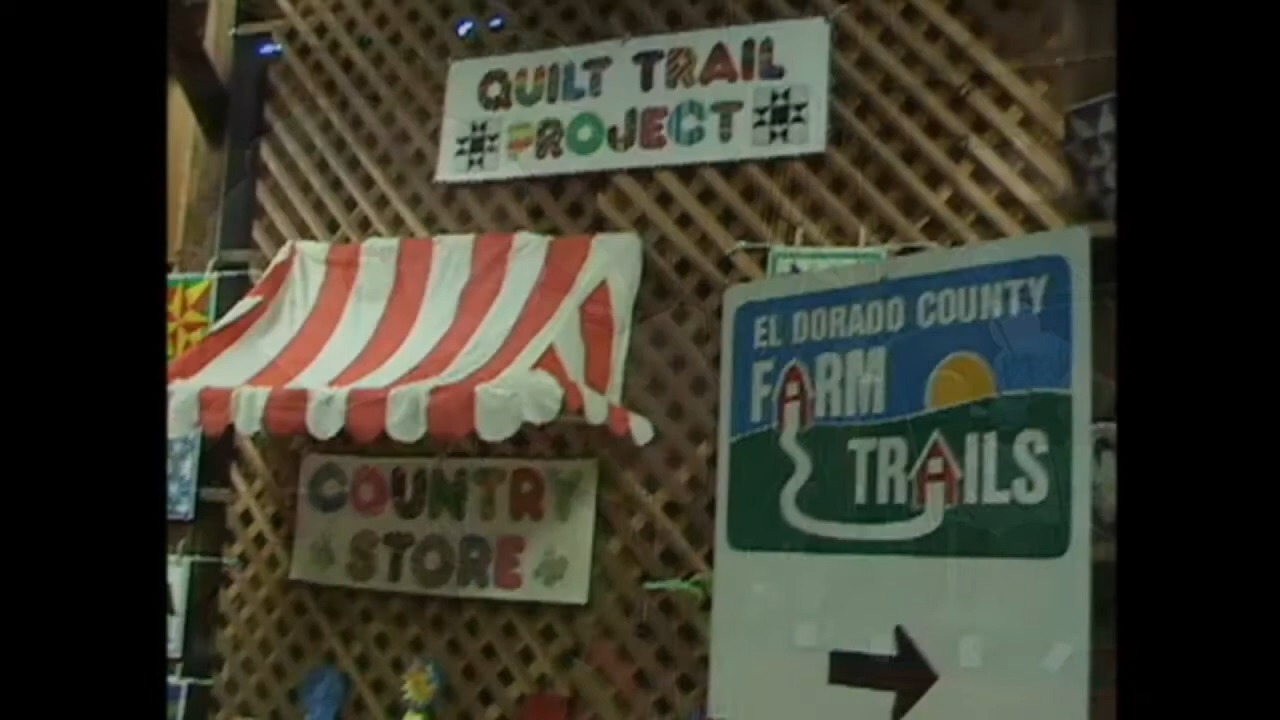 QUILT TRAIL
PROJECT
COUNTRY
STORE
EL DORADO COUNTY
FARM
TRAILS